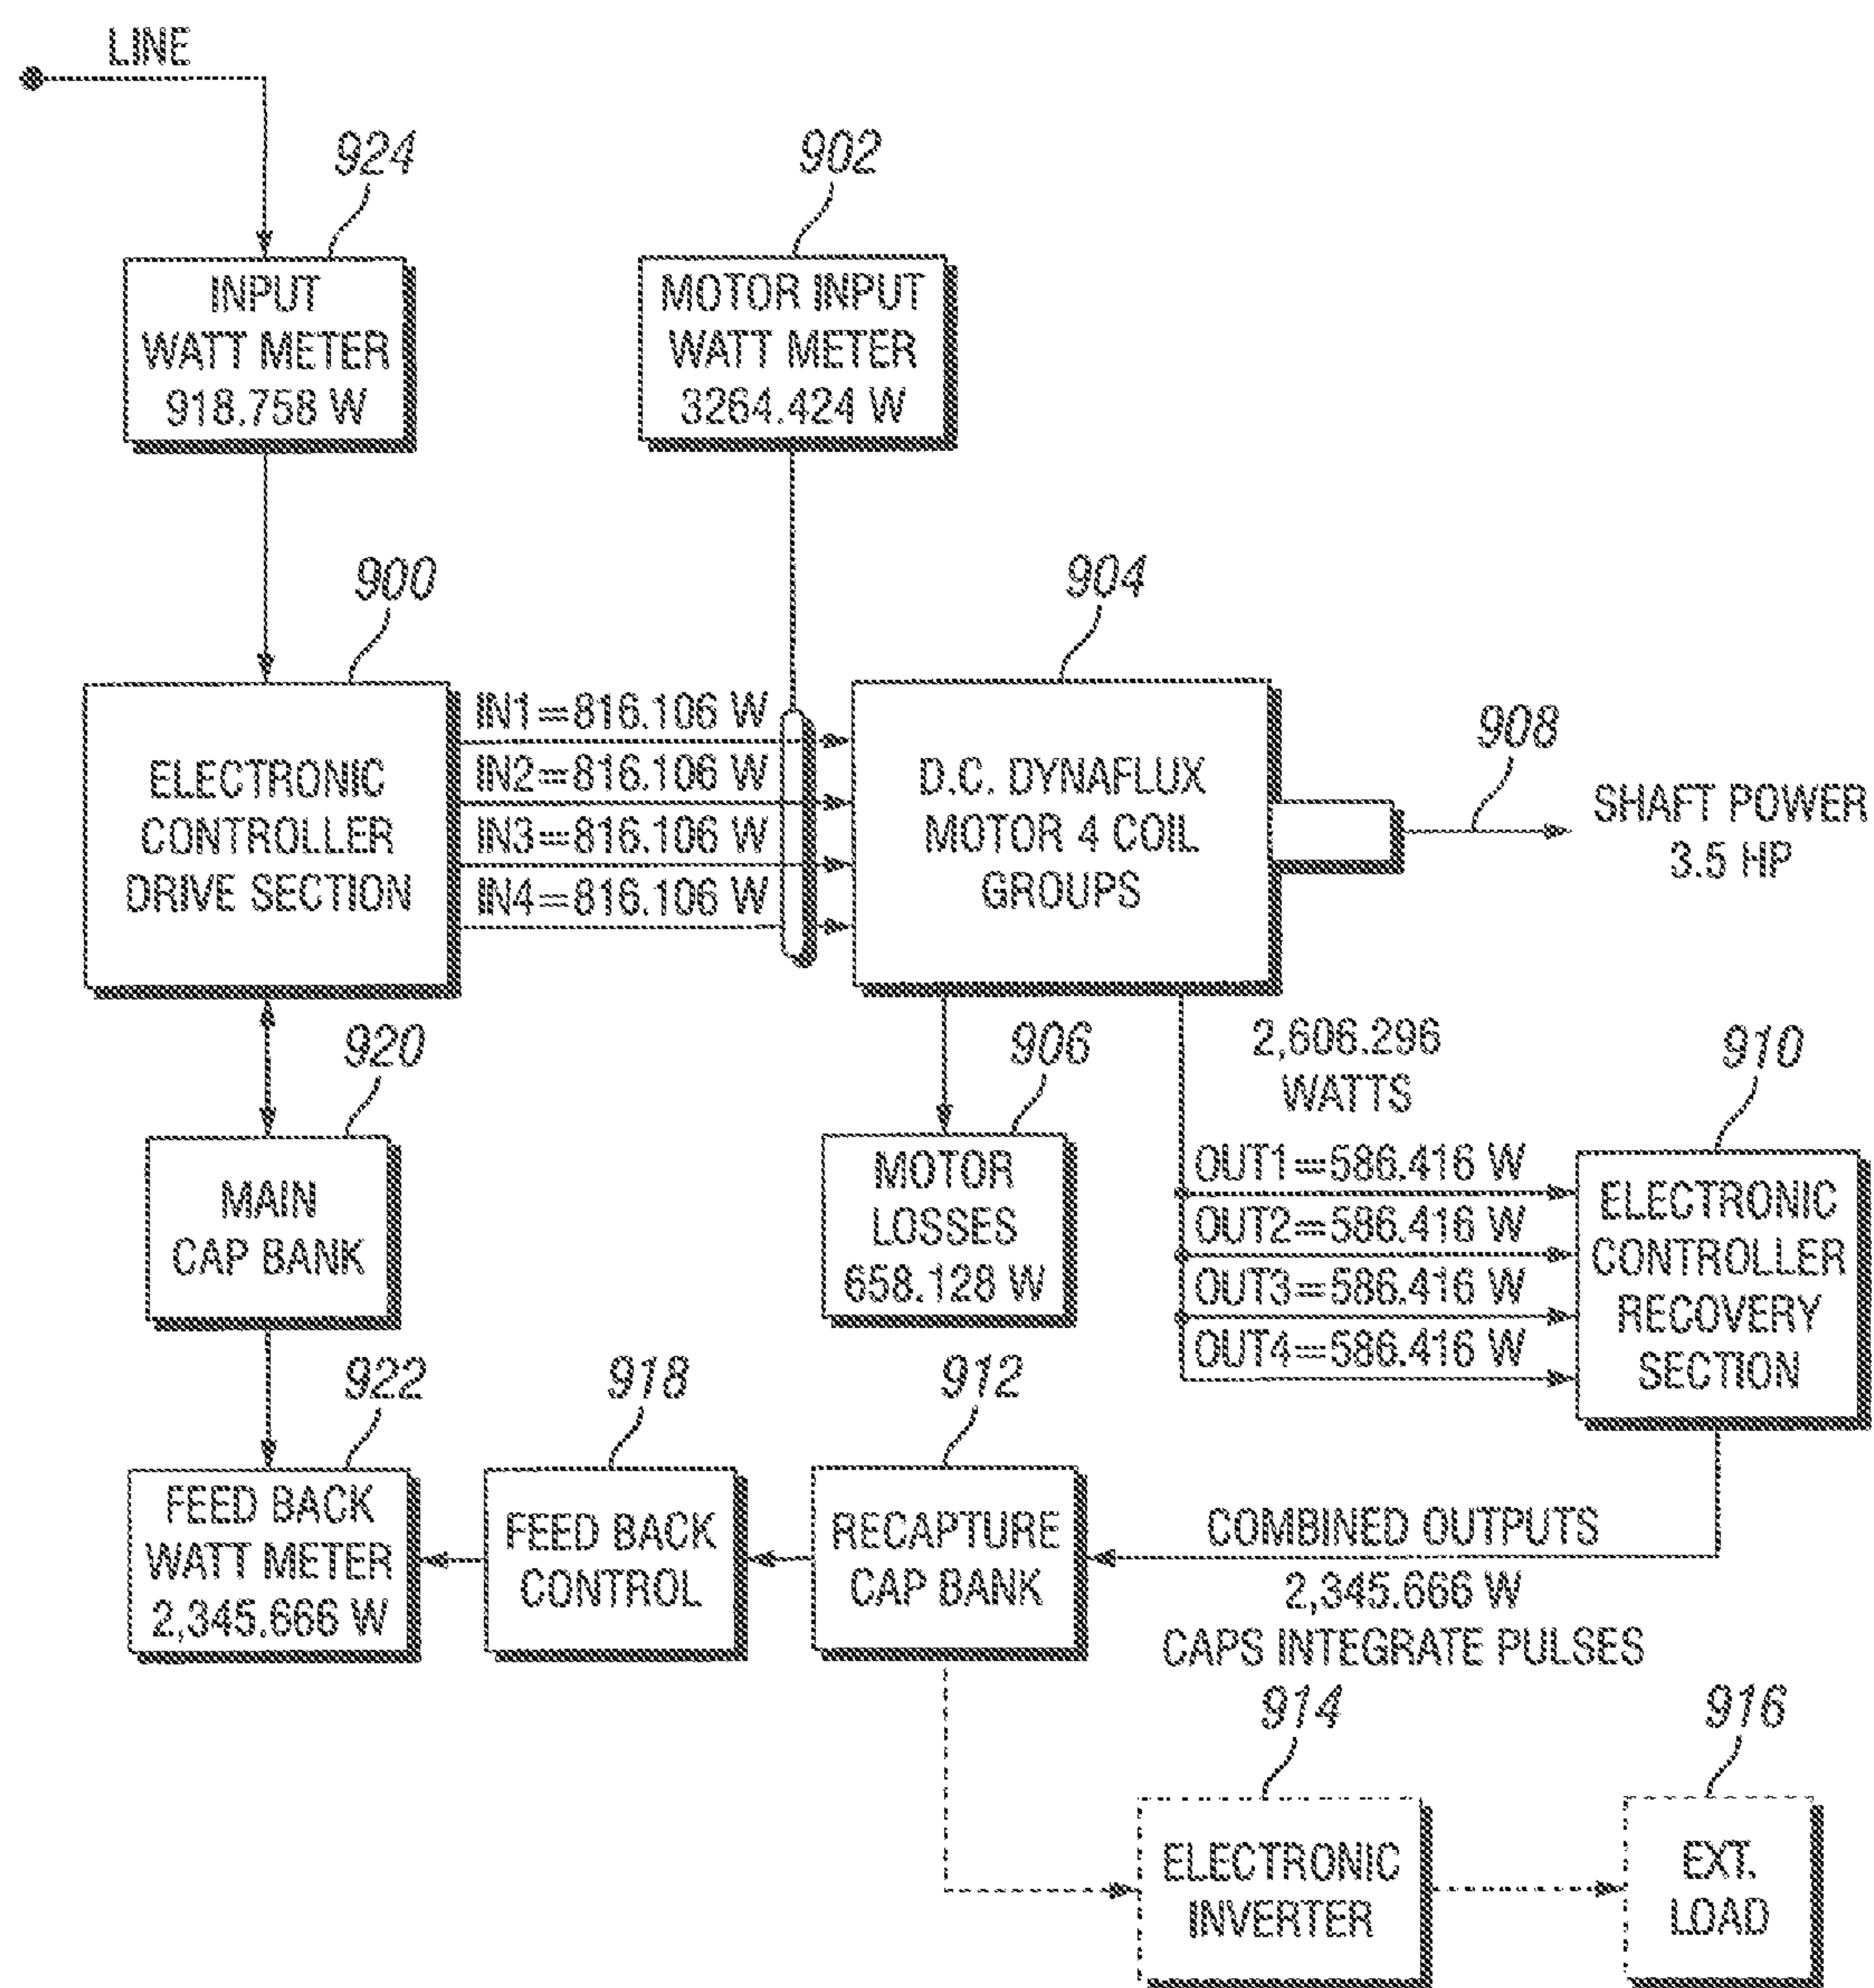 LINE
924
902
INPUT
WATT METER
918.758 W
MOTOR INPUT
WATT METER
3264.424 W
900
904
ELECTRONIC
CONTROLLER
DRIVE SECTION
IN1=816.106 W
IN2=816.106 W
IN3=816.106 W
IN4=816.106 W
D.C. DYNAFLUX
MOTOR 4 COIL
GROUPS
908
SHAFT POWER
3.5 HP
920
906
2,606.296
WATTS
910
MAIN
CAP BANK
MOTOR
LOSSES
658.128 W
OUT1=586.416 W
OUT2=586.416 W
OUT3=586.416 W
OUT4=586.416 W
ELECTRONIC
CONTROLLER
RECOVERY
SECTION
922
918
912
FEED BACK
WATT METER
2,345.666 W
FEED BACK
CONTROL
RECAPTURE
CAP BANK
COMBINED OUTPUTS
2,345.666 W
CAPS INTEGRATE PULSES
914
916
ELECTRONIC
INVERTER
EXT.
LOAD